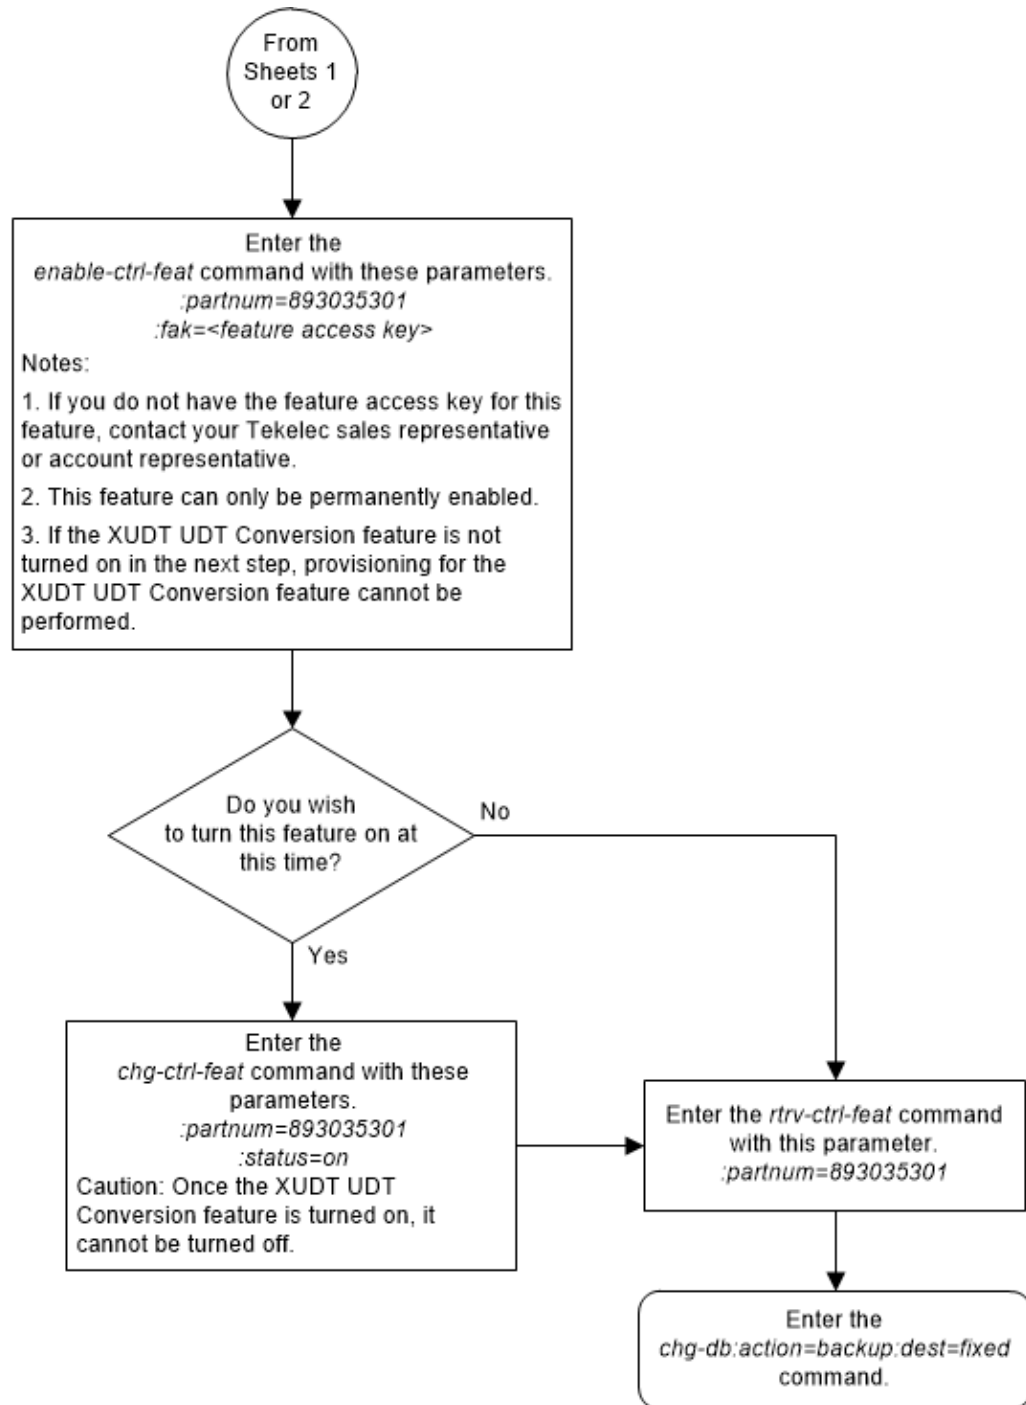 From
Sheets 1
or 2
Enter the
enable-ctrl-feat command with these parameters.
:partnum=893035301
:fak=<feature access key>
Notes:
1. If you do not have the feature access key for this
feature, contact your Tekelec sales representative
or account representative.
2. This feature can only be permanently enabled.
3. If the XUDT UDT Conversion feature is not
turned on in the next step, provisioning for the
XUDT UDT Conversion feature cannot be
performed.
Do you wish
to turn this feature on at
this time?
No
Yes
Enter the
chg-ctrl-feat command with these
parameters.
:partnum=893035301
:status=on
Caution: Once the XUDT UDT
Conversion feature is turned on, it
cannot be turned off.
Enter the rtrv-ctrl-feat command
with this parameter.
:partnum=893035301
Enter the
chg-db:action=backup:dest=fixed
command.